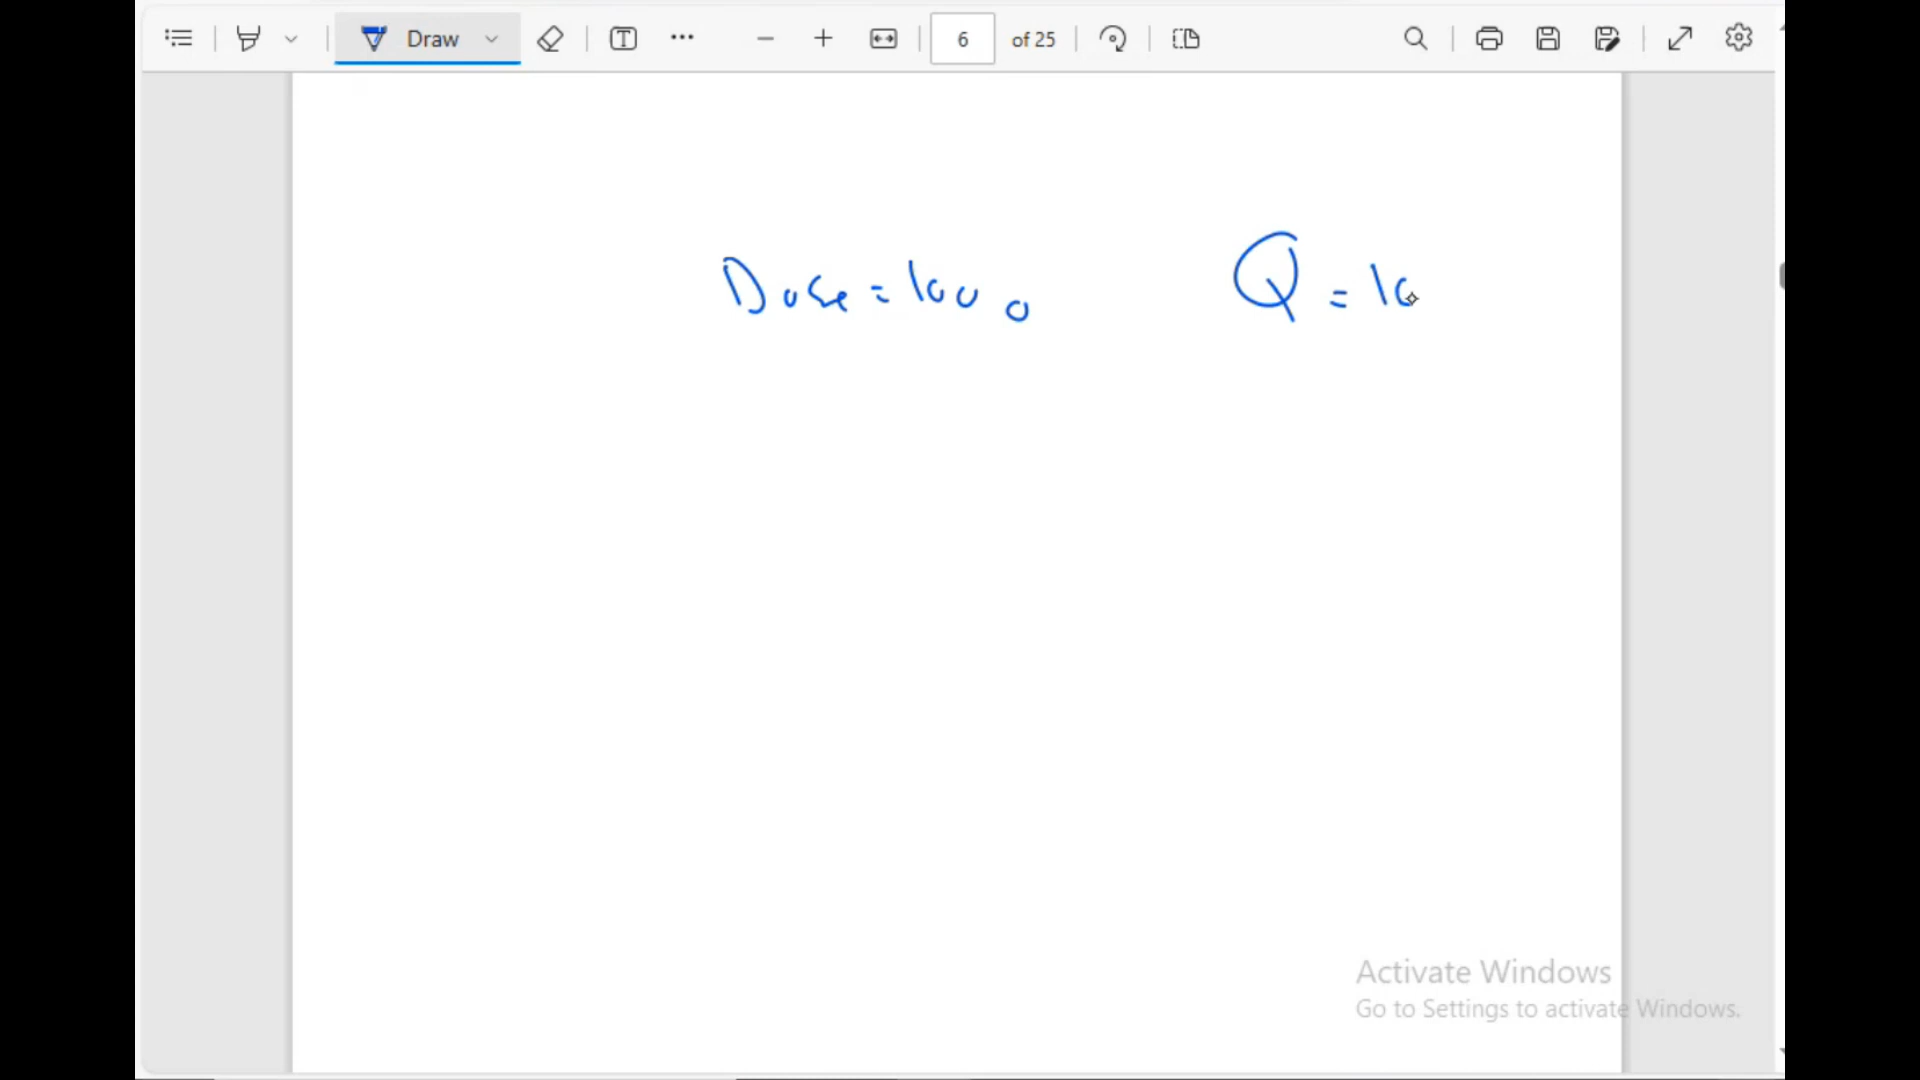 Draw 6 of 25
Dose = 1000 Q = 10
Activate Windows
Go to Settings to activate Windows.